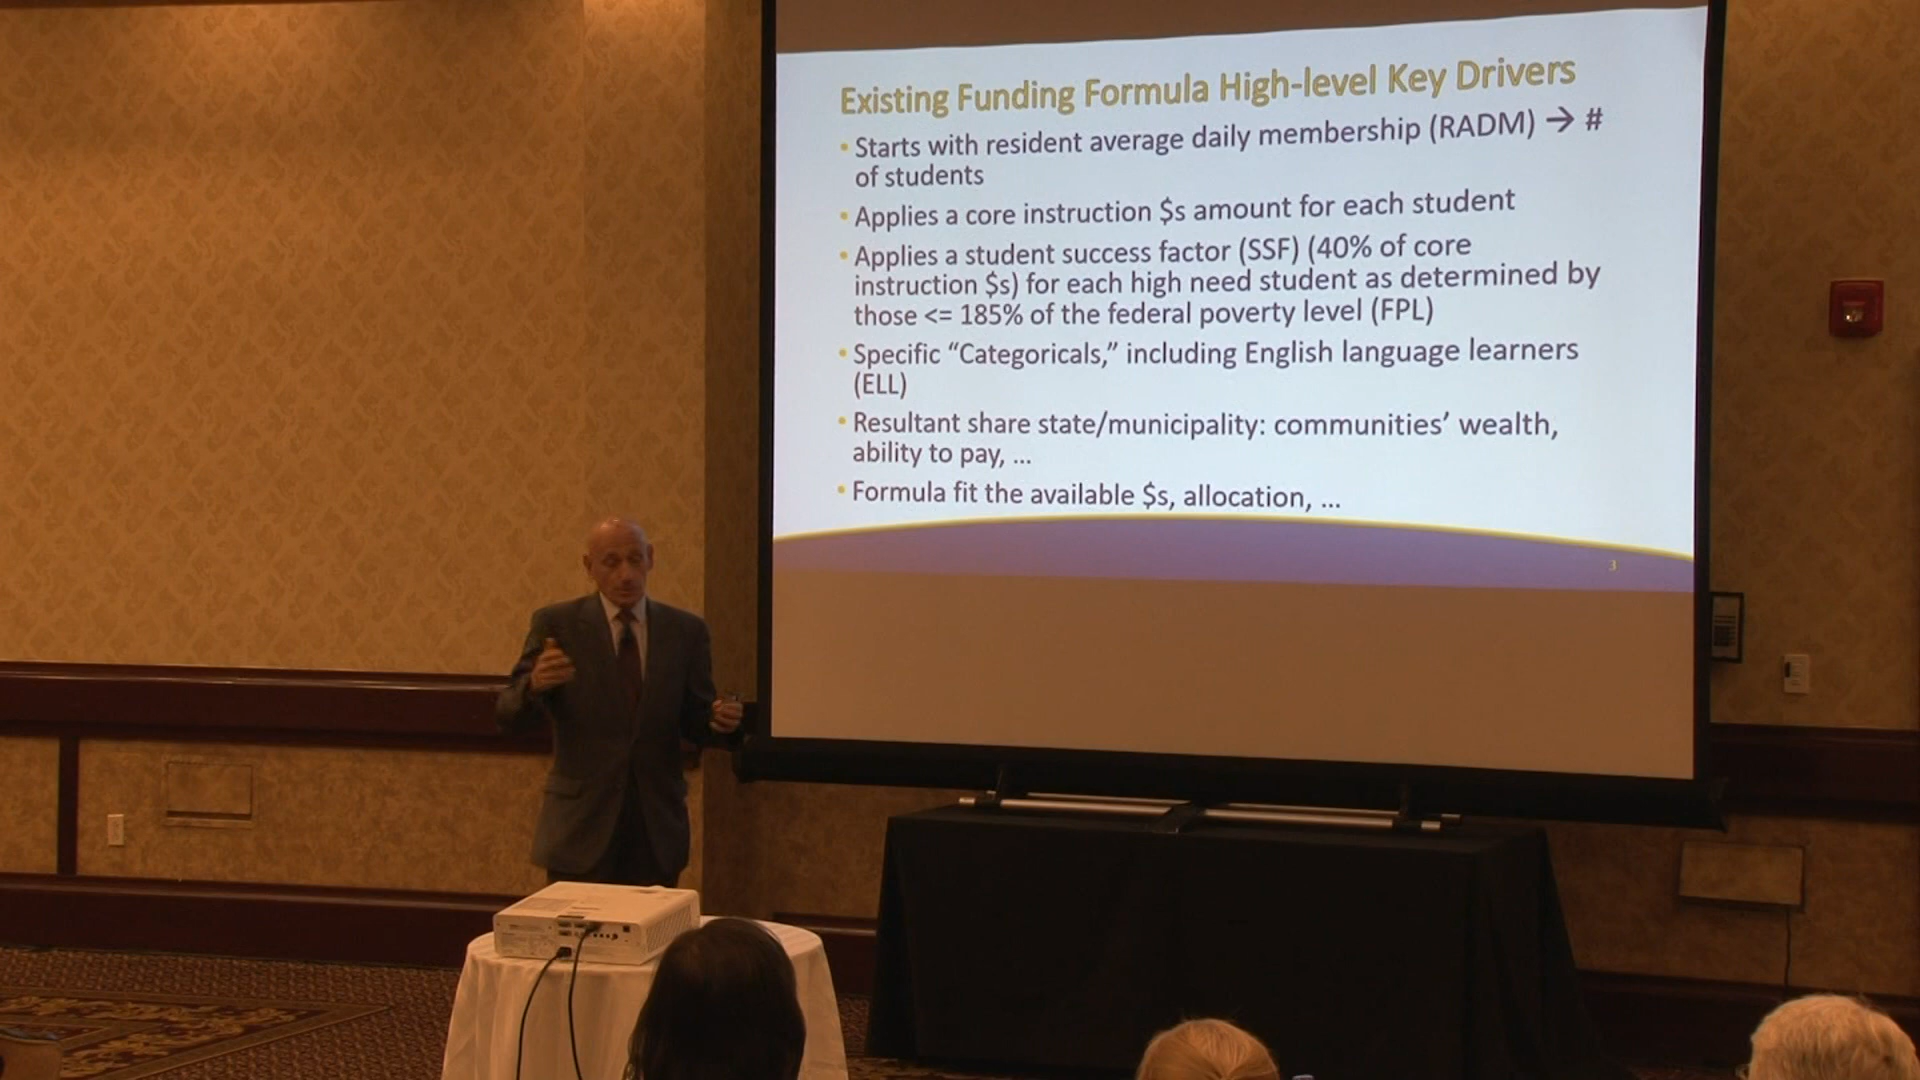 Existing Funding Formula High-level Key Drivers
• Starts with resident average daily membership (RADM) → #
of students
• Applies a core instruction $s amount for each student
• Applies a student success factor (SSF) (40% of core
instruction $s) for each high need student as determined by
those <= 185% of the federal poverty level (FPL)
• Specific “Categoricals,” including English language learners
(ELL)
• Resultant share state/municipality: communities’ wealth,
ability to pay, ...
• Formula fit the available $s, allocation, ...
3